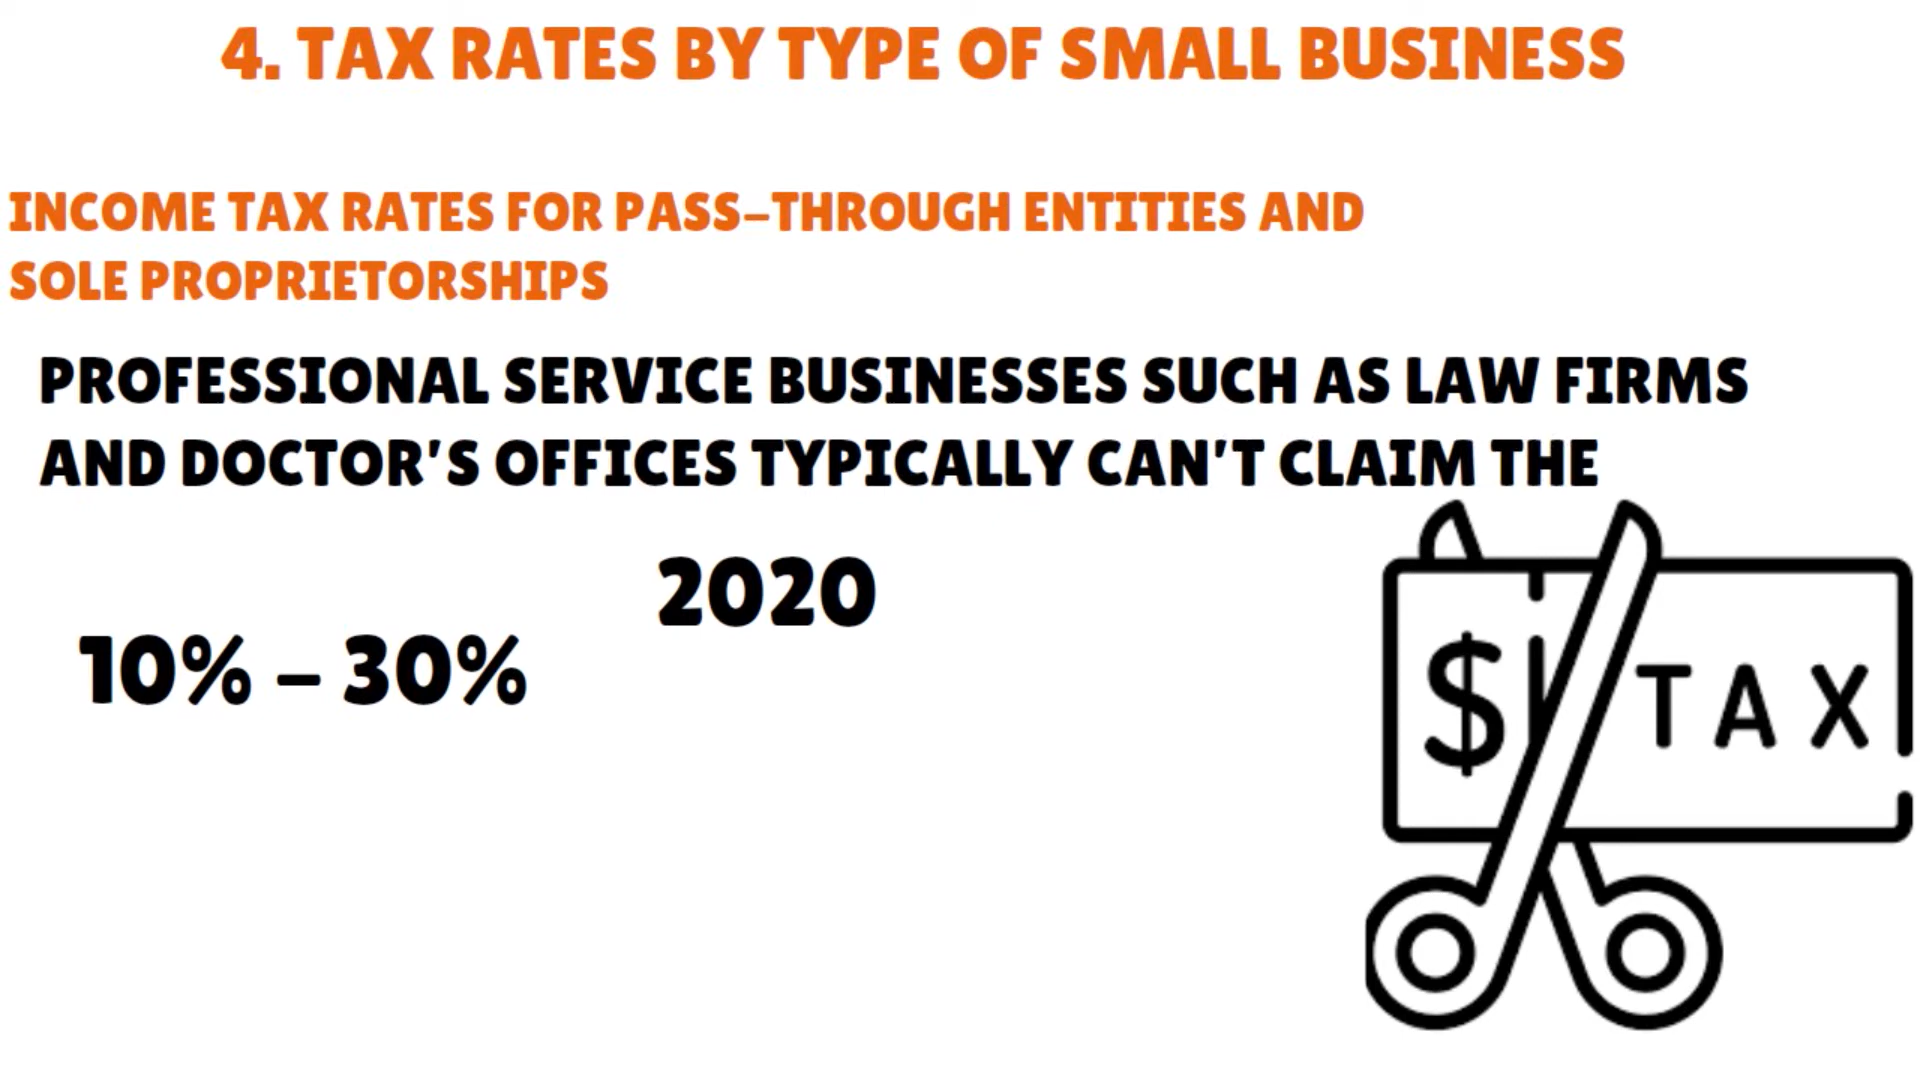 4. TAX RATES BY TYPE OF SMALL BUSINESS
INCOME TAX RATES FOR PASS-THROUGH ENTITIES AND
SOLE PROPRIETORSHIPS
PROFESSIONAL SERVICE BUSINESSES SUCH AS LAW FIRMS
AND DOCTOR'S OFFICES TYPICALLY CAN'T CLAIM THE
2020
10% – 30%
$ TAX